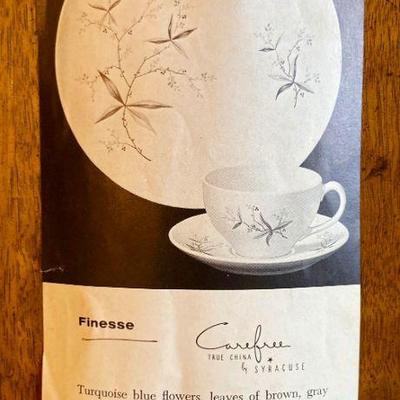 Finesse
Carefree
TRUE CHINA
by SYRACUSE
Turquoise blue flowers, leaves of brown, gray